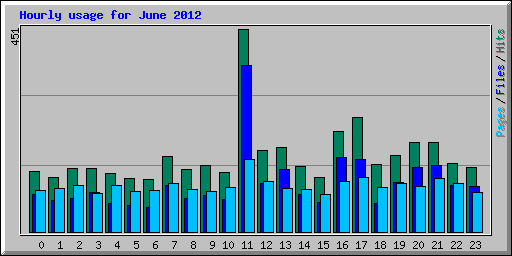 Hourly usage for June 2012
451
Pages / Files / Hits
0 1 2 3 4 5 6 7 8 9 10 11 12 13 14 15 16 17 18 19 20 21 22 23